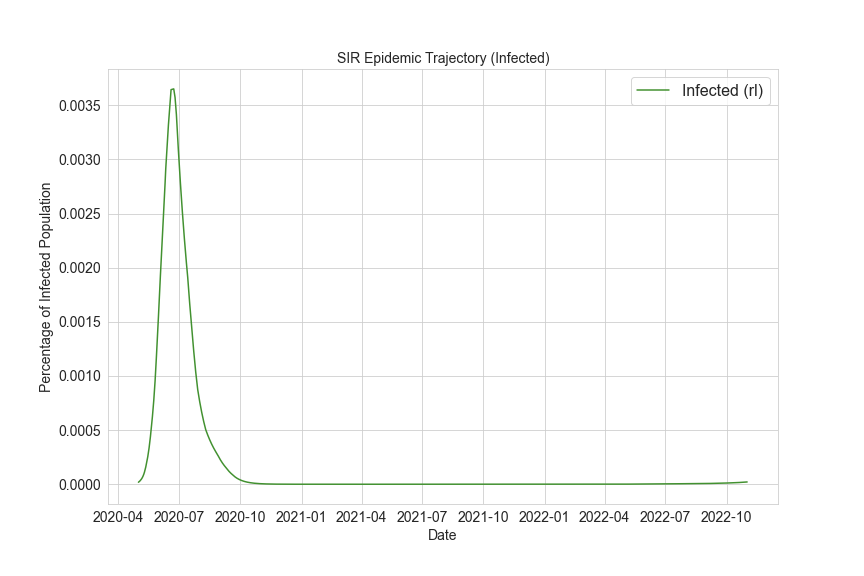 SIR Epidemic Trajectory (Infected)
Infected (rl)
Percentage of Infected Population
0.0035
0.0030
0.0025
0.0020
0.0015
0.0010
0.0005
0.0000
2020-04 2020-07 2020-10 2021-01 2021-04 2021-07 2021-10 2022-01 2022-04 2022-07 2022-10
Date